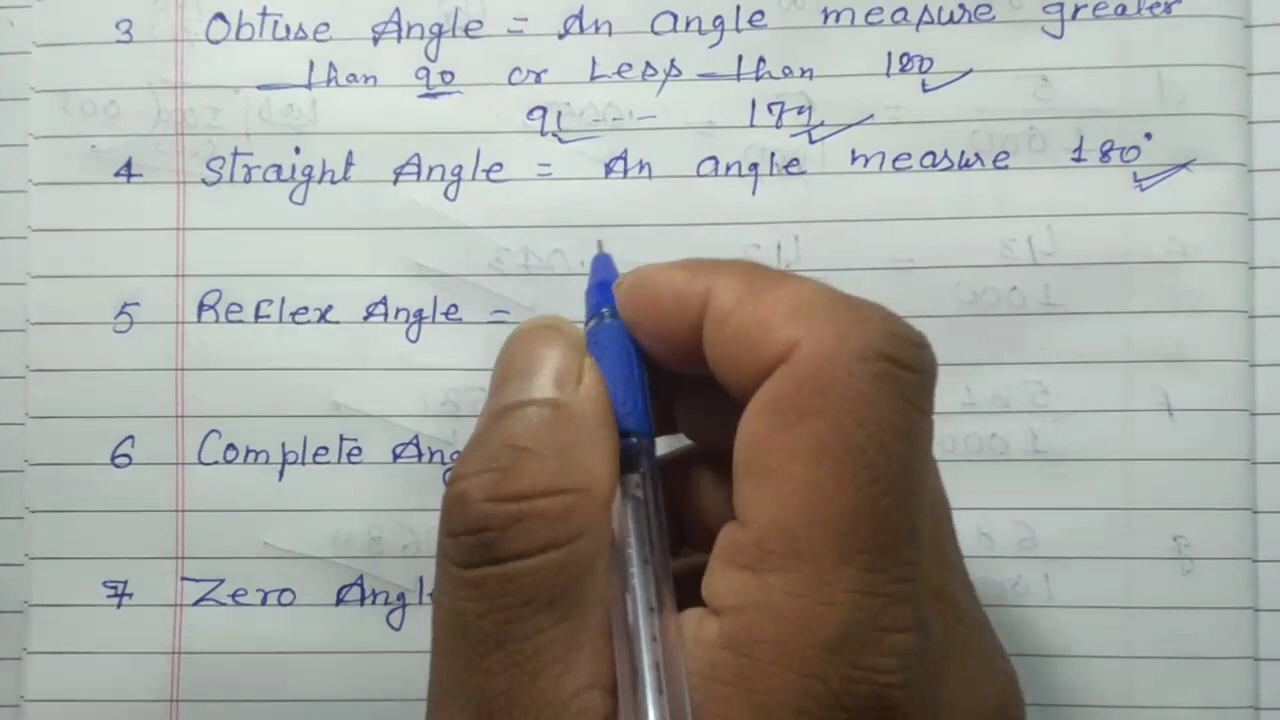 3 Obtuse Angle = An angle measure greater
than 90 or Less than 180
91 ---- 179
4 Straight Angle = An angle measure 180°
5 Reflex Angle =
6 Complete Ang
7 Zero Angl